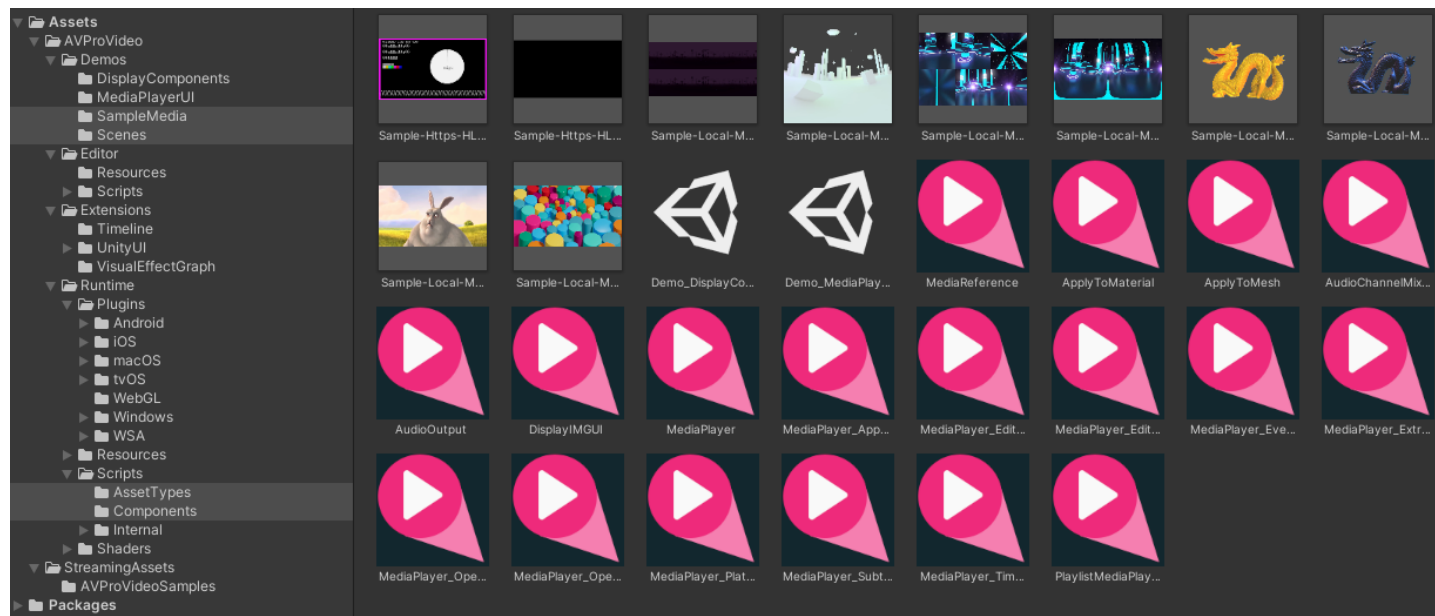 Assets
AVProVideo
Demos
DisplayComponents
MediaPlayerUI
SampleMedia
Scenes
Editor
Resources
Scripts
Extensions
Timeline
UnityUI
VisualEffectGraph
Runtime
Plugins
Android
iOS
macOS
tvOS
WebGL
Windows
WSA
Resources
Scripts
AssetTypes
Components
Internal
Shaders
StreamingAssets
AVProVideoSamples
Packages
Sample-Http​s-HL... Sample-Https-HL... Sample-Local-M... Sample-Local-M... Sample-Local-M... Sample-Local-M... Sample-Local-M... Sample-Local-M...
Sample-Local-M... Sample-Local-M... Demo_DisplayCo... Demo_MediaPlay... MediaReference ApplyToMaterial ApplyToMesh AudioChannelMix...
AudioOutput DisplayIMGUI MediaPlayer MediaPlayer_App... MediaPlayer_Edit... MediaPlayer_Edit... MediaPlayer_Eve... MediaPlayer_Extr...
MediaPlayer_Ope... MediaPlayer_Ope... MediaPlayer_Plat... MediaPlayer_Subt... MediaPlayer_Tim... PlaylistMediaPlay...